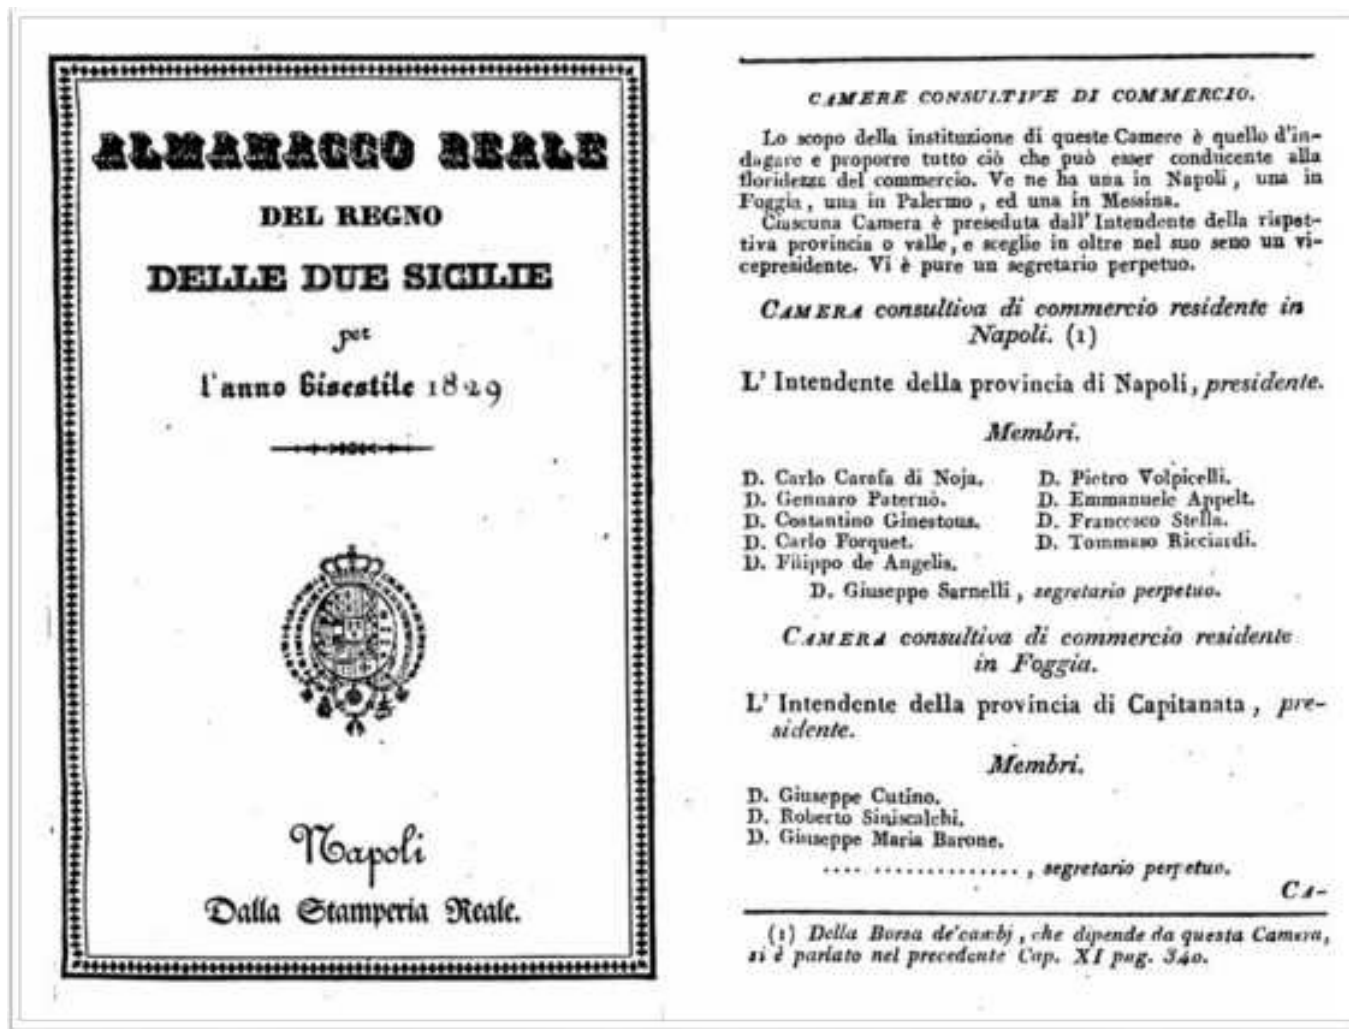 ALMANACCO REALE
DEL REGNO
DELLE DUE SICILIE
per
l'anno bisestile 1829
Napoli
Dalla Stamperia Reale.
CAMERE CONSULTIVE DI COMMERCIO.
Lo scopo della instituzione di queste Camere è quello d'in-
dagare e proporre tutto ciò che può esser conducente alla
floridezza del commercio. Ve ne ha una in Napoli, una in
Foggia, una in Palermo, ed una in Messina.
Ciascuna Camera è preseduta dall'Intendente della rispet-
tiva provincia o valle, e sceglie in oltre nel suo seno un vi-
cepresidente. Vi è pure un segretario perpetuo.
CAMERA consultiva di commercio residente in
Napoli. (1)
L'Intendente della provincia di Napoli, presidente.
Membri.
D. Carlo Carafa di Noja.
D. Gennaro Paternò.
D. Costantino Ginestous.
D. Carlo Forquet.
D. Filippo de Angelis.
D. Pietro Volpicelli.
D. Emmanuele Appelt.
D. Francesco Stella.
D. Tommaso Ricciardi.
D. Giuseppe Sarnelli, segretario perpetuo.
CAMERA consultiva di commercio residente
in Foggia.
L'Intendente della provincia di Capitanata, pre-
sidente.
Membri.
D. Giuseppe Cutino.
D. Roberto Siniscalchi.
D. Giuseppe Maria Barone.
.... .............., segretario perpetuo.
CA-
(1) Della Borsa de'cambj, che dipende da questa Camera,
si è parlato nel precedente Cap. XI pag. 340.